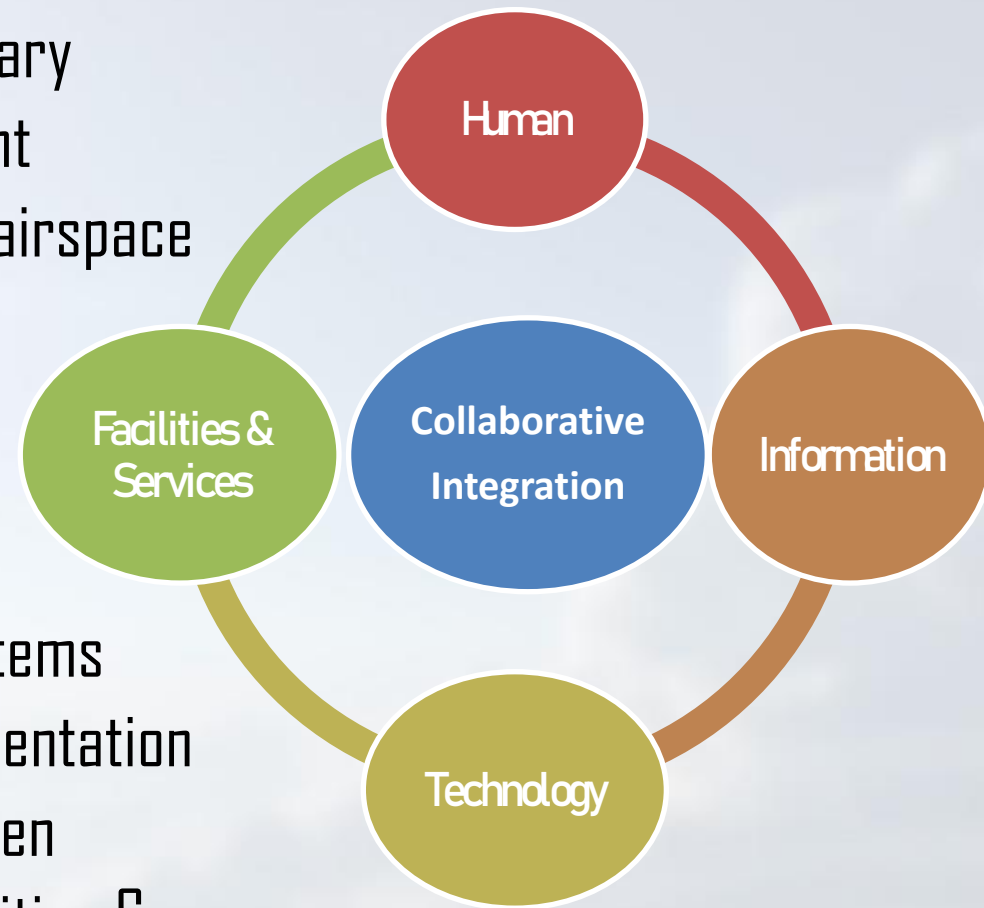 ary
nt
airspace
tems
entation
en
Human
Facilities &
Services
Collaborative
Integration
Information
Technology